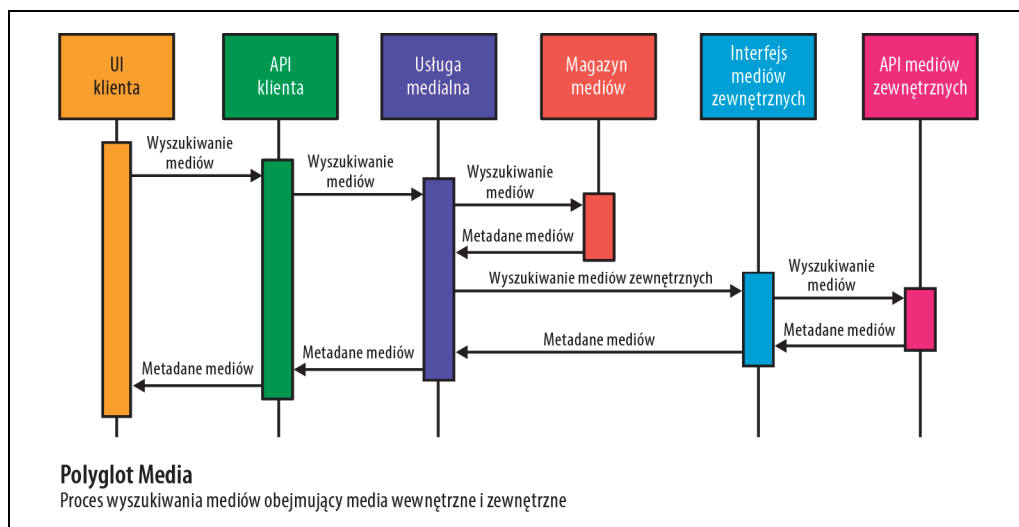 UI
klienta
API
klienta
Usługa
medialna
Magazyn
mediów
Interfejs
mediów
zewnętrznych
API mediów
zewnętrznych
Wyszukiwanie
mediów
Wyszukiwanie
mediów
Wyszukiwanie
mediów
Metadane mediów
Wyszukiwanie mediów zewnętrznych
Wyszukiwanie
mediów
Metadane mediów
Metadane mediów
Metadane mediów
Metadane mediów
Polyglot Media
Proces wyszukiwania mediów obejmujący media wewnętrzne i zewnętrzne